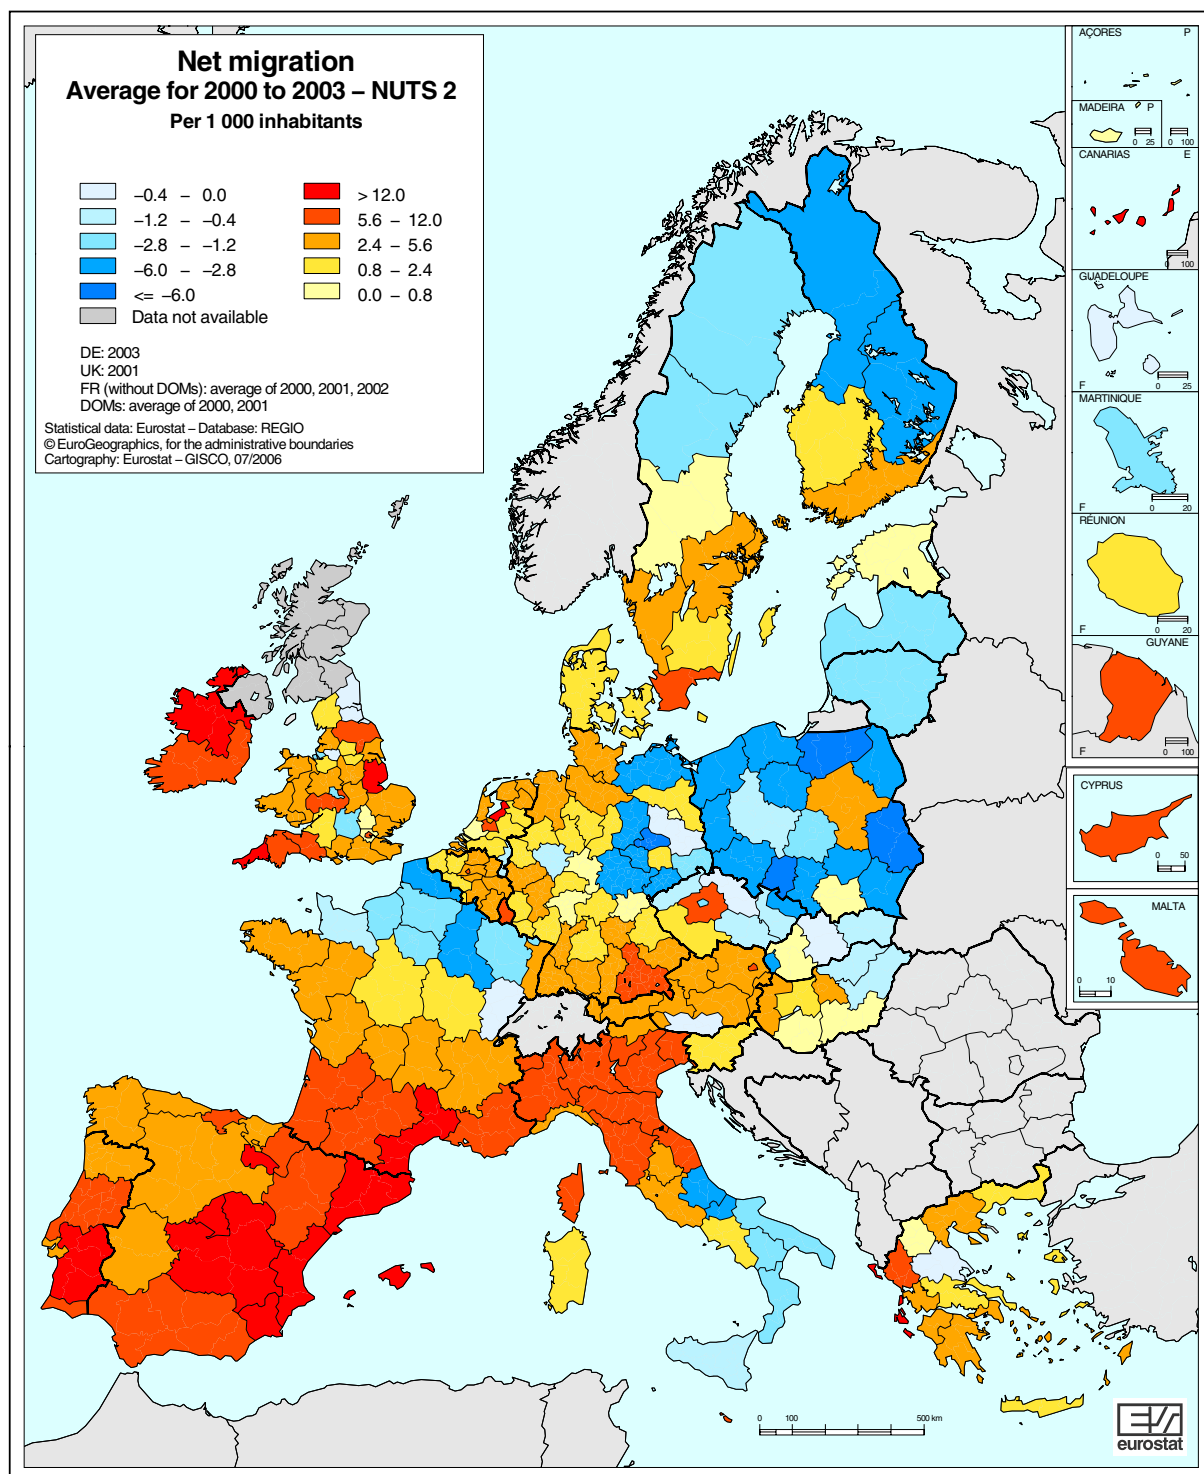 Net migration
Average for 2000 to 2003 – NUTS 2
Per 1 000 inhabitants
−0.4 – 0.0
−1.2 – −0.4
−2.8 – −1.2
−6.0 – −2.8
<= −6.0
Data not available
> 12.0
5.6 – 12.0
2.4 – 5.6
0.8 – 2.4
0.0 – 0.8
DE: 2003
UK: 2001
FR (without DOMs): average of 2000, 2001, 2002
DOMs: average of 2000, 2001
Statistical data: Eurostat – Database: REGIO
© EuroGeographics, for the administrative boundaries
Cartography: Eurostat – GISCO, 07/2006
AÇORES P
MADEIRA P
0 25 0 100
CANARIAS E
0 100
GUADELOUPE
F 0 25
MARTINIQUE
F 0 20
RÉUNION
F 0 20
GUYANE
F 0 100
CYPRUS
0 50
MALTA
0 10
0 100 500 km
eurostat